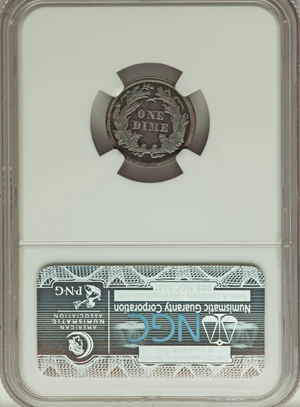 ONE
DIME
NGC
Numismatic
Guaranty Corporation
PNG
AMERICAN
NUMISMATIC
ASSOCIATION